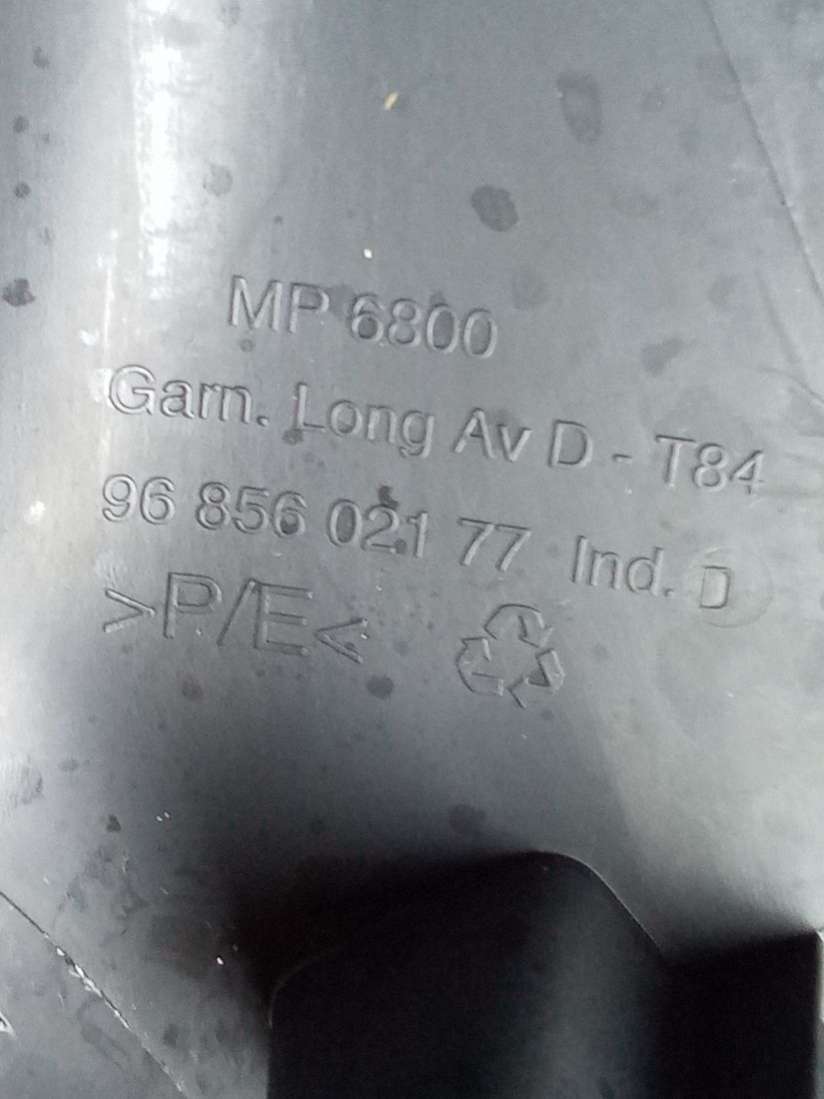 MP 6800
Garn. Long Av D - T84
96 856 021 77 Ind. D
>P/E<